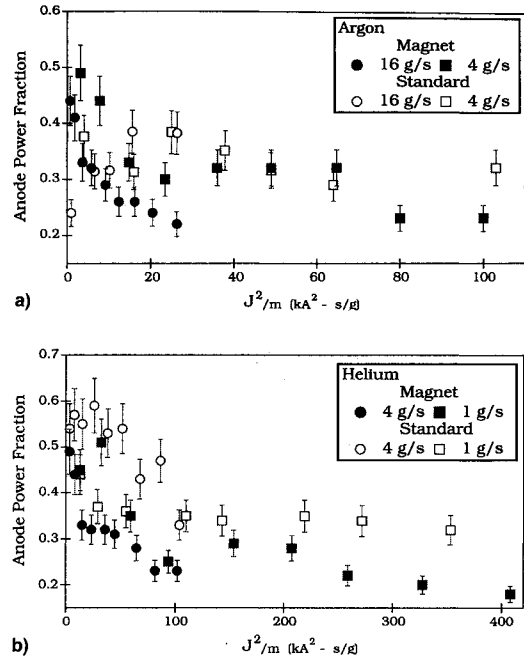 Argon
Magnet
16 g/s 4 g/s
Standard
16 g/s 4 g/s
Anode Power Fraction
0.6
0.5
0.4
0.3
0.2
0 20 40 60 80 100
a)
J²/m (kA² - s/g)
Helium
Magnet
4 g/s 1 g/s
Standard
4 g/s 1 g/s
Anode Power Fraction
0.7
0.6
0.5
0.4
0.3
0.2
0 100 200 300 400
b)
J²/m (kA² - s/g)